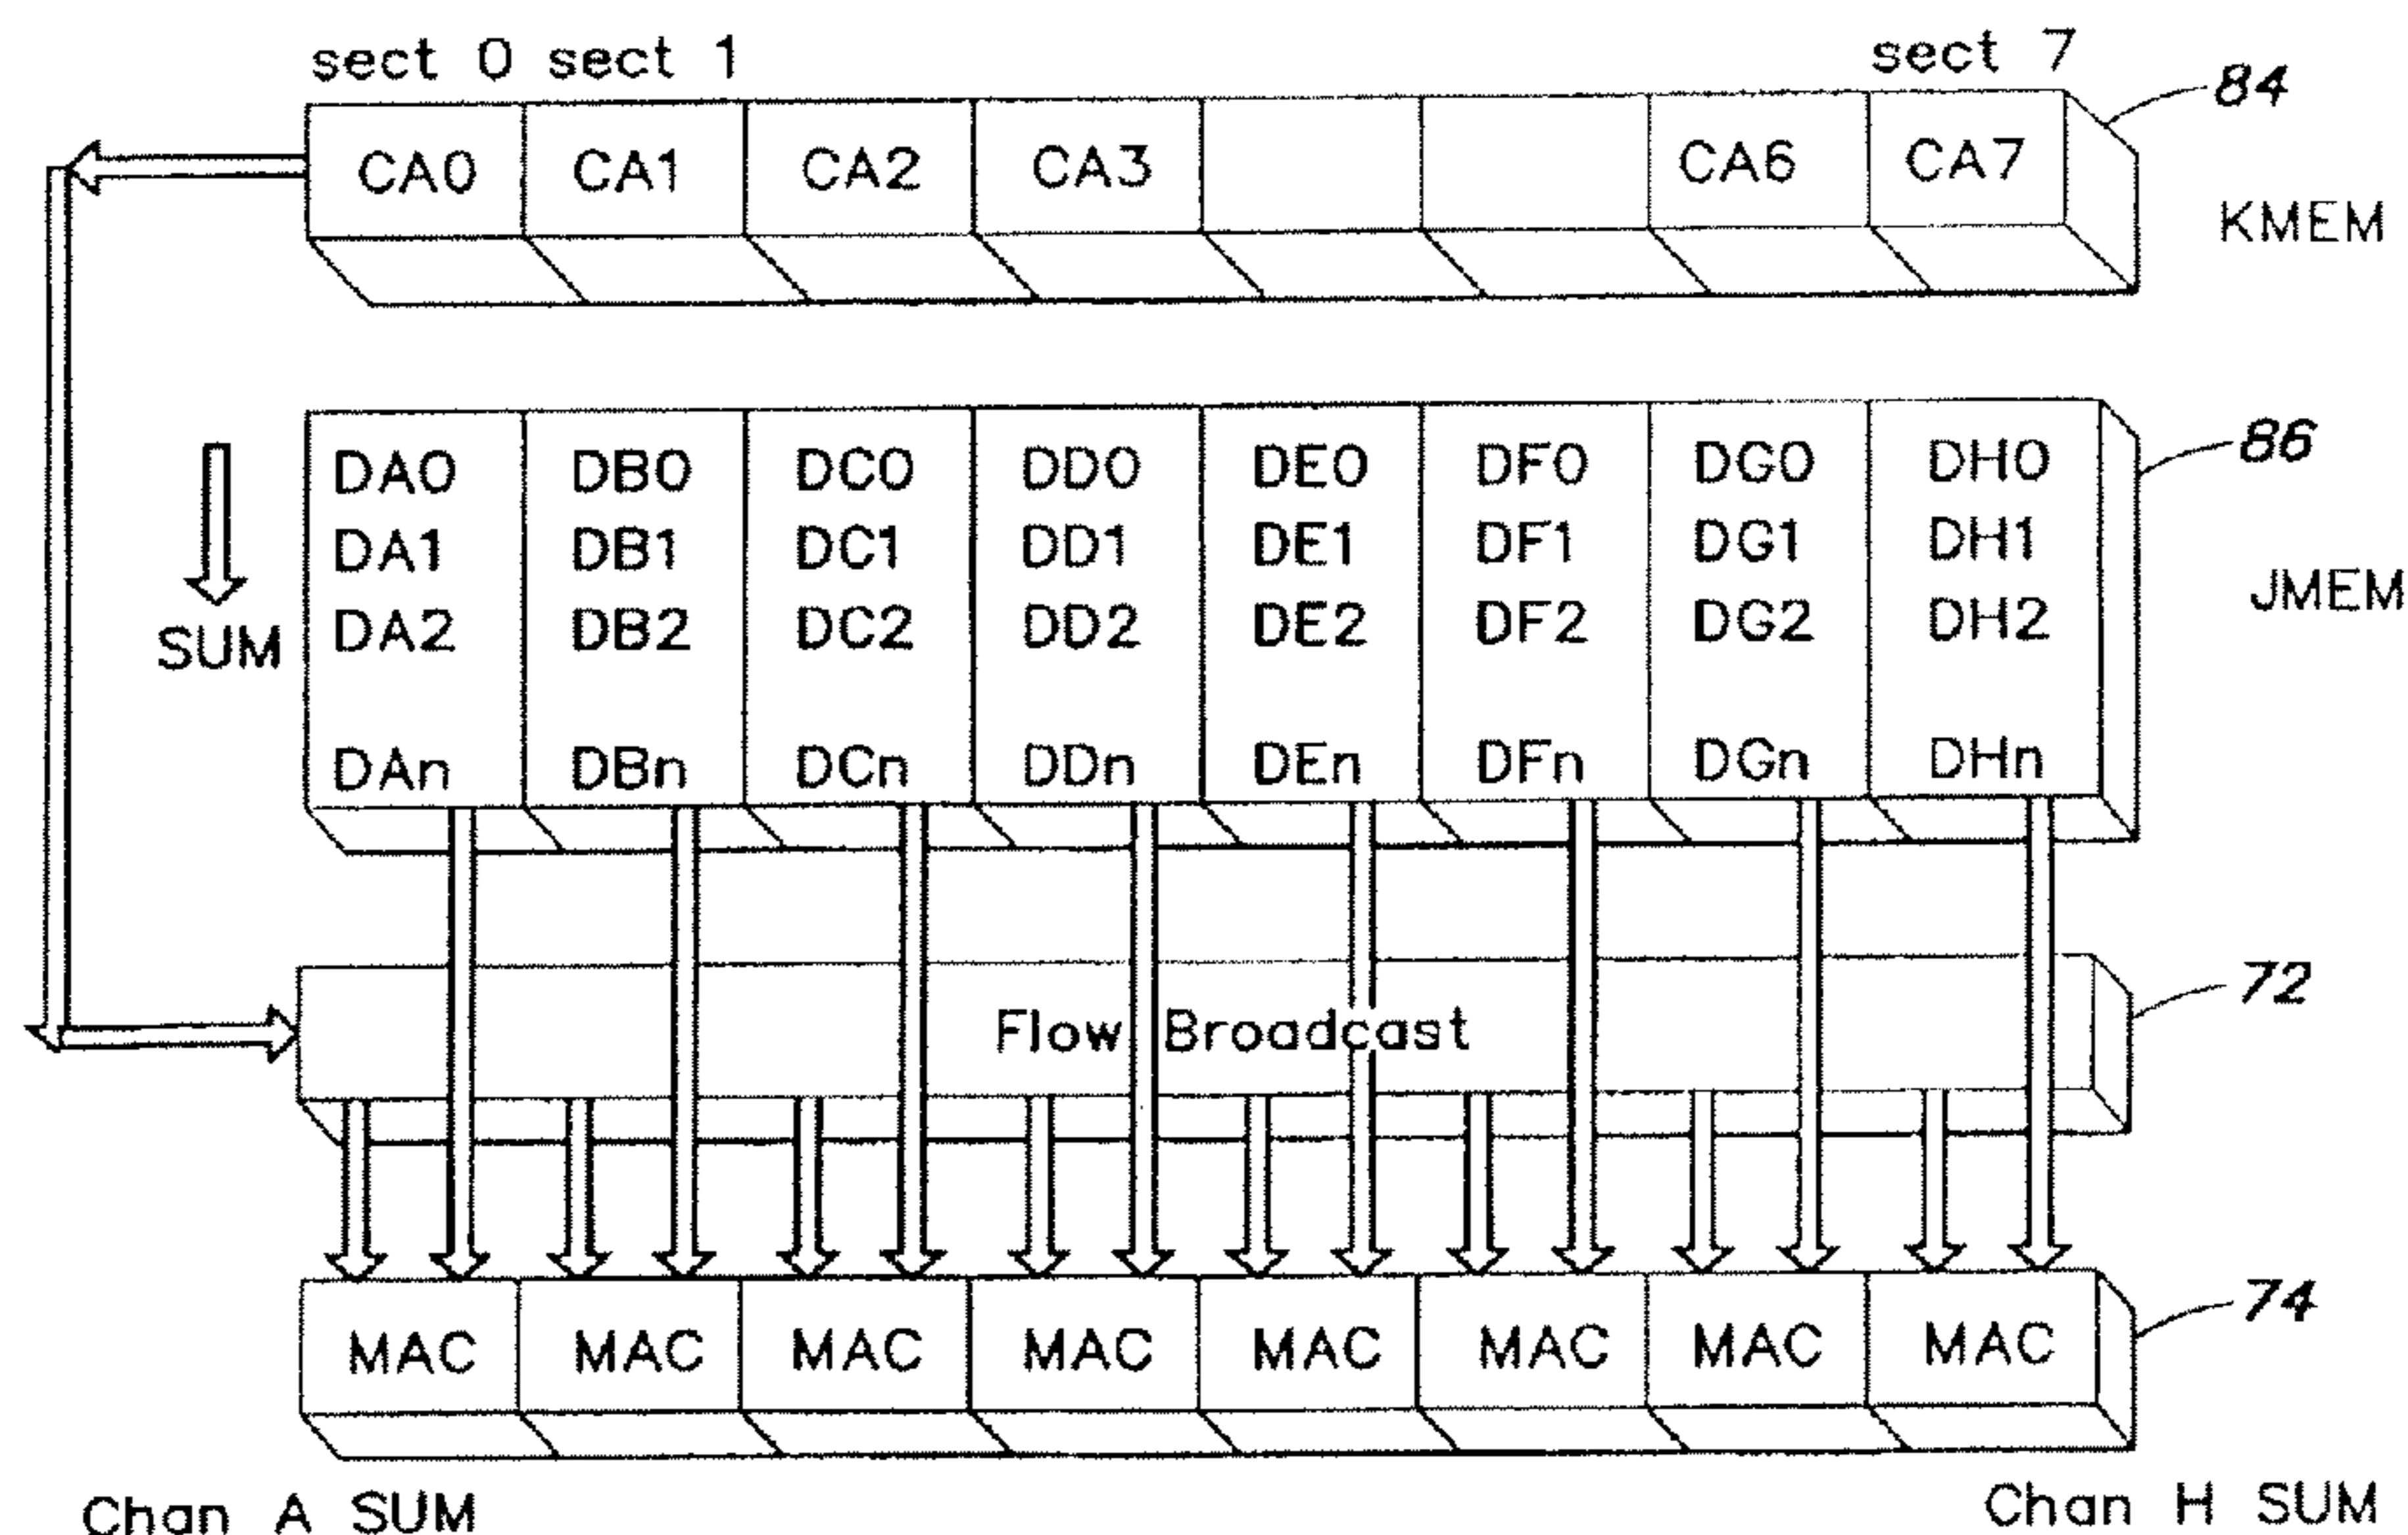 sect 0 sect 1 sect 7
84
CA0 CA1 CA2 CA3 CA6 CA7
KMEM
86
DA0 DB0 DC0 DD0 DE0 DF0 DG0 DH0
DA1 DB1 DC1 DD1 DE1 DF1 DG1 DH1
JMEM
SUM
DA2 DB2 DC2 DD2 DE2 DF2 DG2 DH2
DAn DBn DCn DDn DEn DFn DGn DHn
72
Flow Broadcast
74
MAC MAC MAC MAC MAC MAC MAC MAC
Chan A SUM Chan H SUM